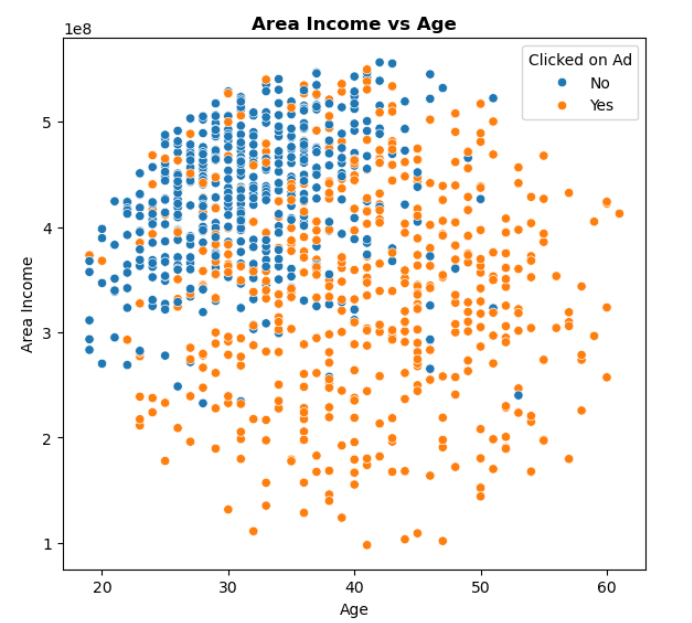 Area Income vs Age
1e8
Clicked on Ad
No
Yes
5
4
3
2
1
Area Income
20 30 40 50 60
Age